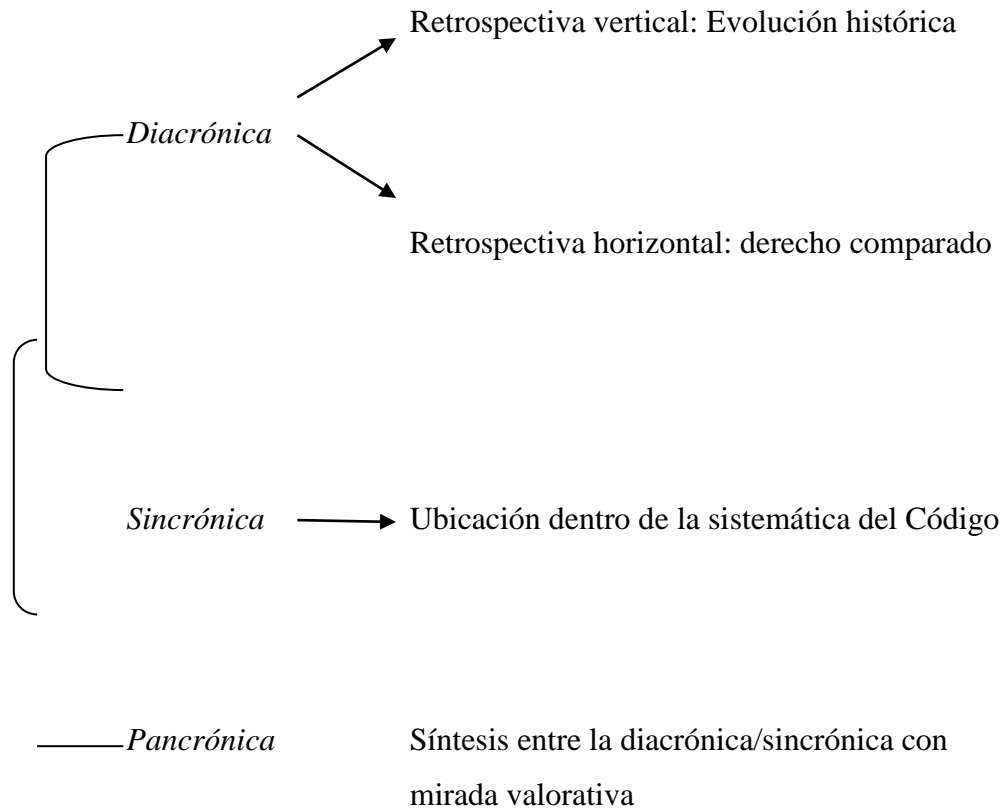 Retrospectiva vertical: Evolución histórica
Diacrónica
Retrospectiva horizontal: derecho comparado
Sincrónica Ubicación dentro de la sistemática del Código
Pancrónica Síntesis entre la diacrónica/sincrónica con
mirada valorativa